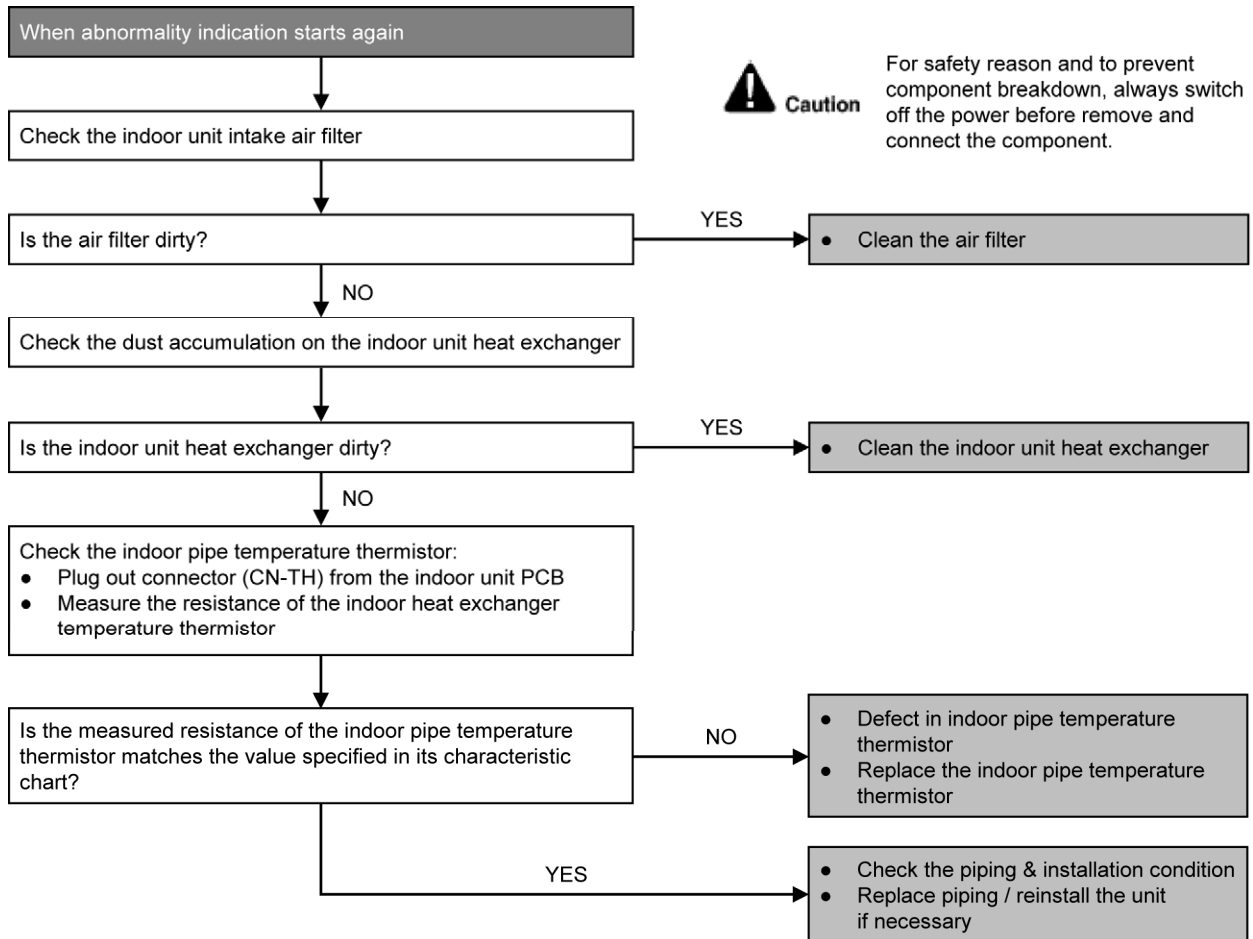 When abnormality indication starts again
Caution
For safety reason and to prevent
component breakdown, always switch
off the power before remove and
connect the component.
Check the indoor unit intake air filter
Is the air filter dirty?
YES
● Clean the air filter
NO
Check the dust accumulation on the indoor unit heat exchanger
Is the indoor unit heat exchanger dirty?
YES
● Clean the indoor unit heat exchanger
NO
Check the indoor pipe temperature thermistor:
● Plug out connector (CN-TH) from the indoor unit PCB
● Measure the resistance of the indoor heat exchanger
temperature thermistor
Is the measured resistance of the indoor pipe temperature
thermistor matches the value specified in its characteristic
chart?
NO
● Defect in indoor pipe temperature
thermistor
● Replace the indoor pipe temperature
thermistor
YES
● Check the piping & installation condition
● Replace piping / reinstall the unit
if necessary